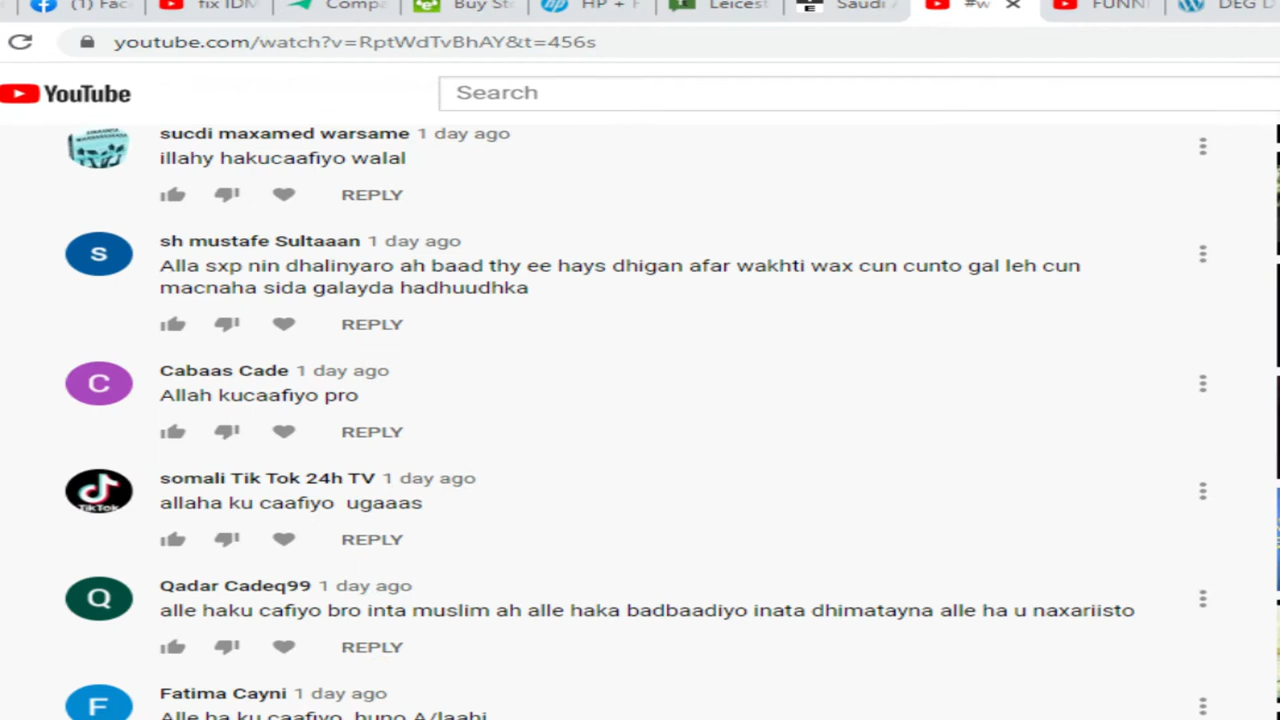 (1) Fac
fix IDM
Compa
Buy Sto
HP + F
Leicest
Saudi
#w
FUNN
DEG D
youtube.com/watch?v=RptWdTvBhAY&t=456s
YouTube
Search
sucdi maxamed warsame 1 day ago
illahy hakucaafiyo walal
REPLY
S
sh mustafe Sultaaan 1 day ago
Alla sxp nin dhalinyaro ah baad thy ee hays dhigan afar wakhti wax cun cunto gal leh cun
macnaha sida galayda hadhuudhka
REPLY
C
Cabaas Cade 1 day ago
Allah kucaafiyo pro
REPLY
TikTok
somali Tik Tok 24h TV 1 day ago
allaha ku caafiyo ugaaas
REPLY
Q
Qadar Cadeq99 1 day ago
alle haku cafiyo bro inta muslim ah alle haka badbaadiyo inata dhimatayna alle ha u naxariisto
REPLY
F
Fatima Cayni 1 day ago
Alle ha ku caafiyo huno A/laahi